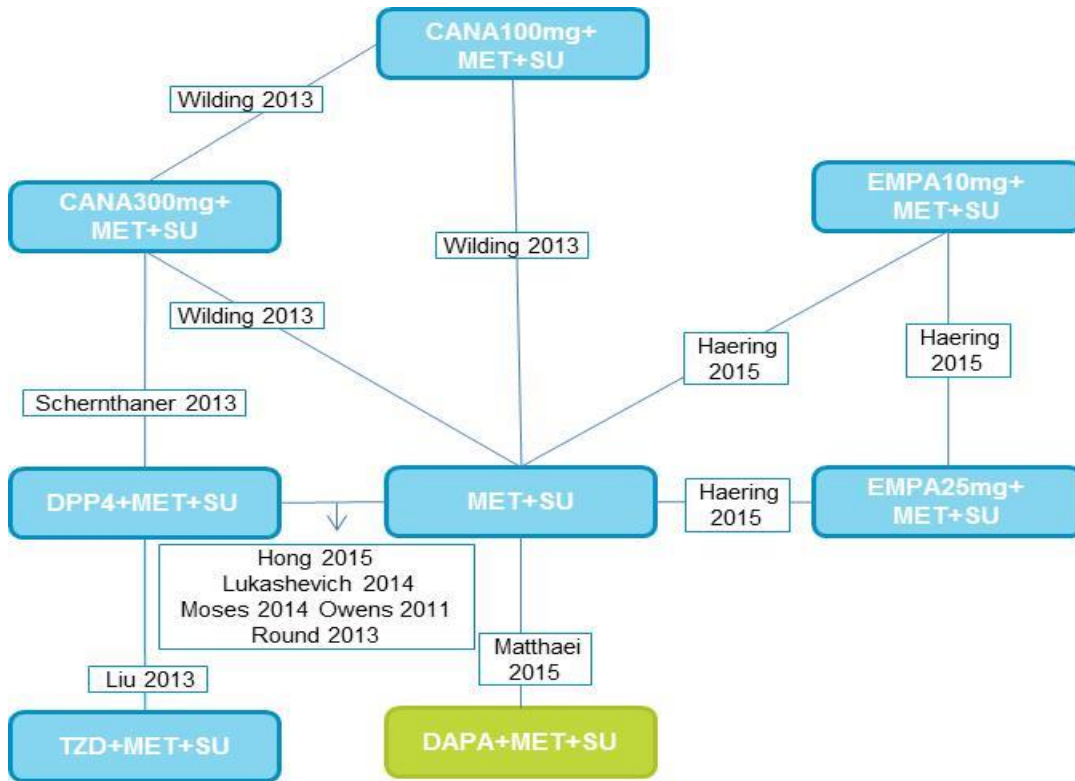 CANA100mg+
MET+SU
Wilding 2013
CANA300mg+
MET+SU
EMPA10mg+
MET+SU
Wilding 2013
Wilding 2013
Haering
2015
Haering
2015
Schernthaner 2013
DPP4+MET+SU
MET+SU
Haering
2015
EMPA25mg+
MET+SU
Hong 2015
Lukashevich 2014
Moses 2014 Owens 2011
Round 2013
Matthaei
2015
Liu 2013
TZD+MET+SU
DAPA+MET+SU